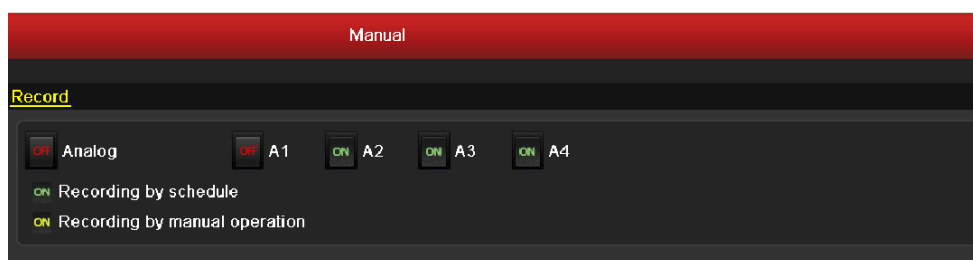 Manual
Record
OFF Analog OFF A1 ON A2 ON A3 ON A4
ON Recording by schedule
ON Recording by manual operation